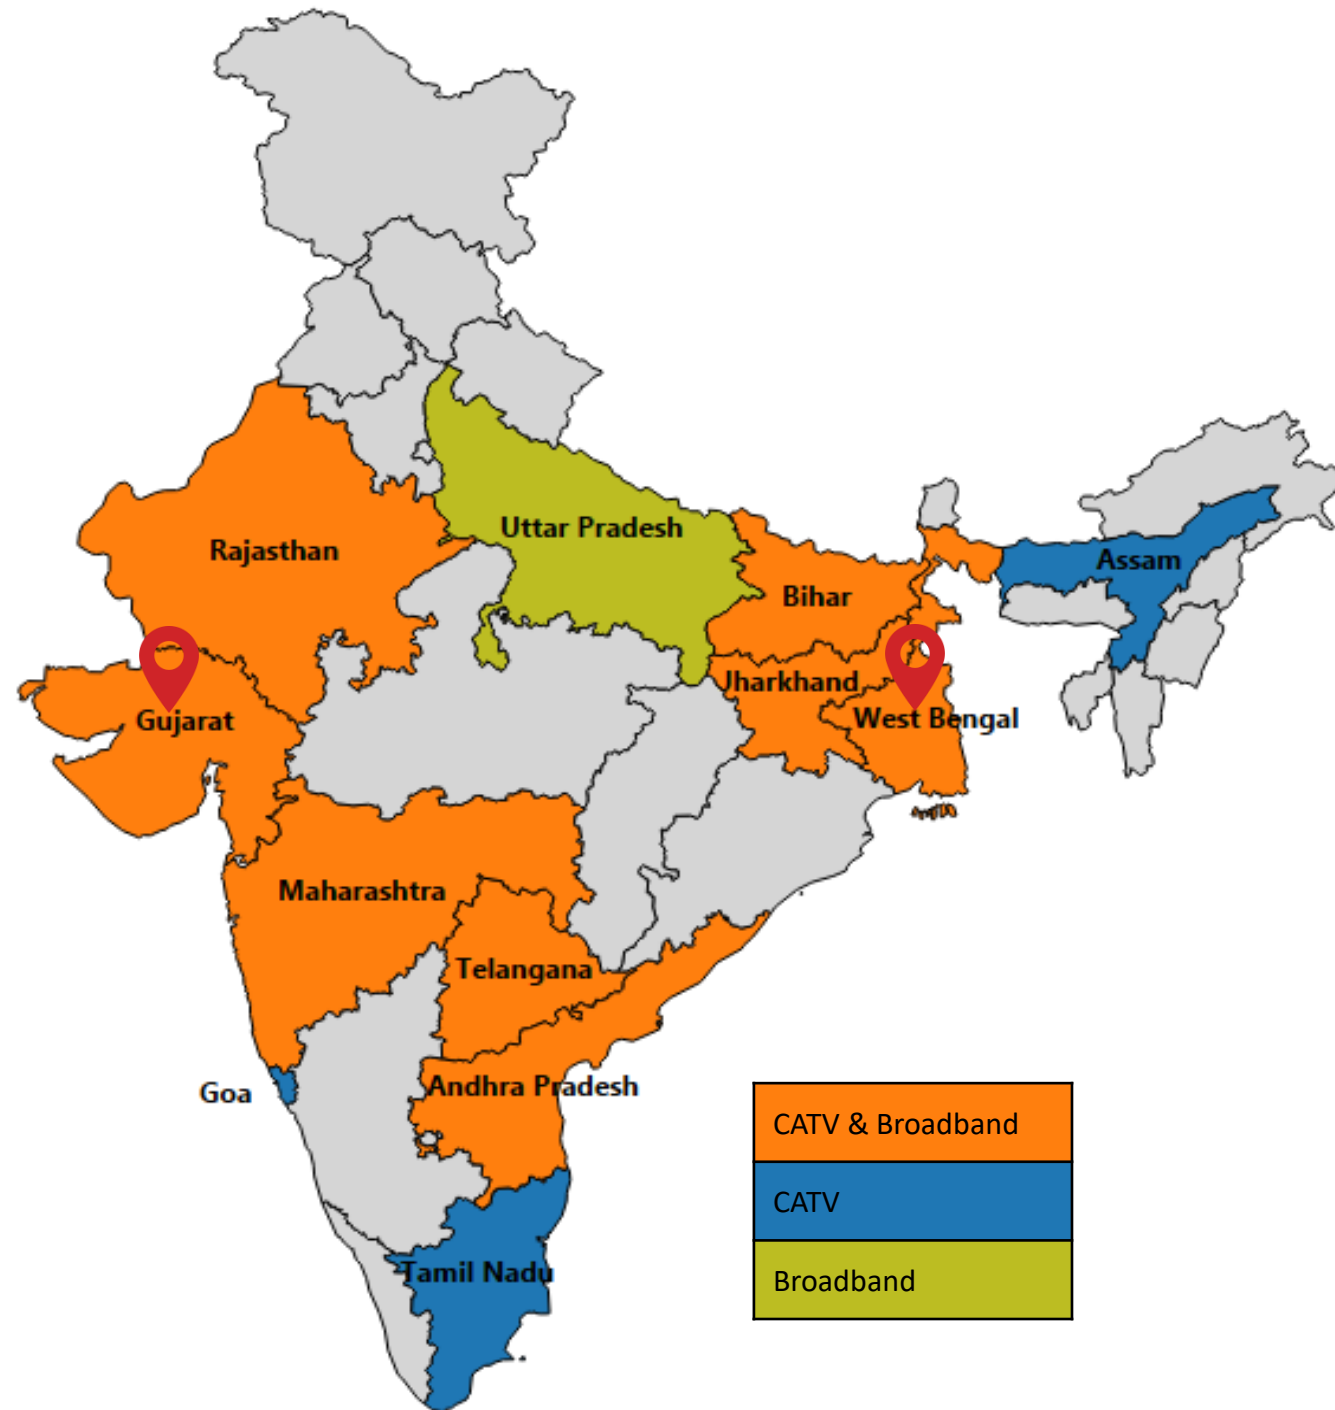 Uttar Pradesh
Rajasthan
Assam
Bihar
Jharkhand
Gujarat
West Bengal
Maharashtra
Telangana
Andhra Pradesh
Goa
Tamil Nadu
CATV & Broadband
CATV
Broadband